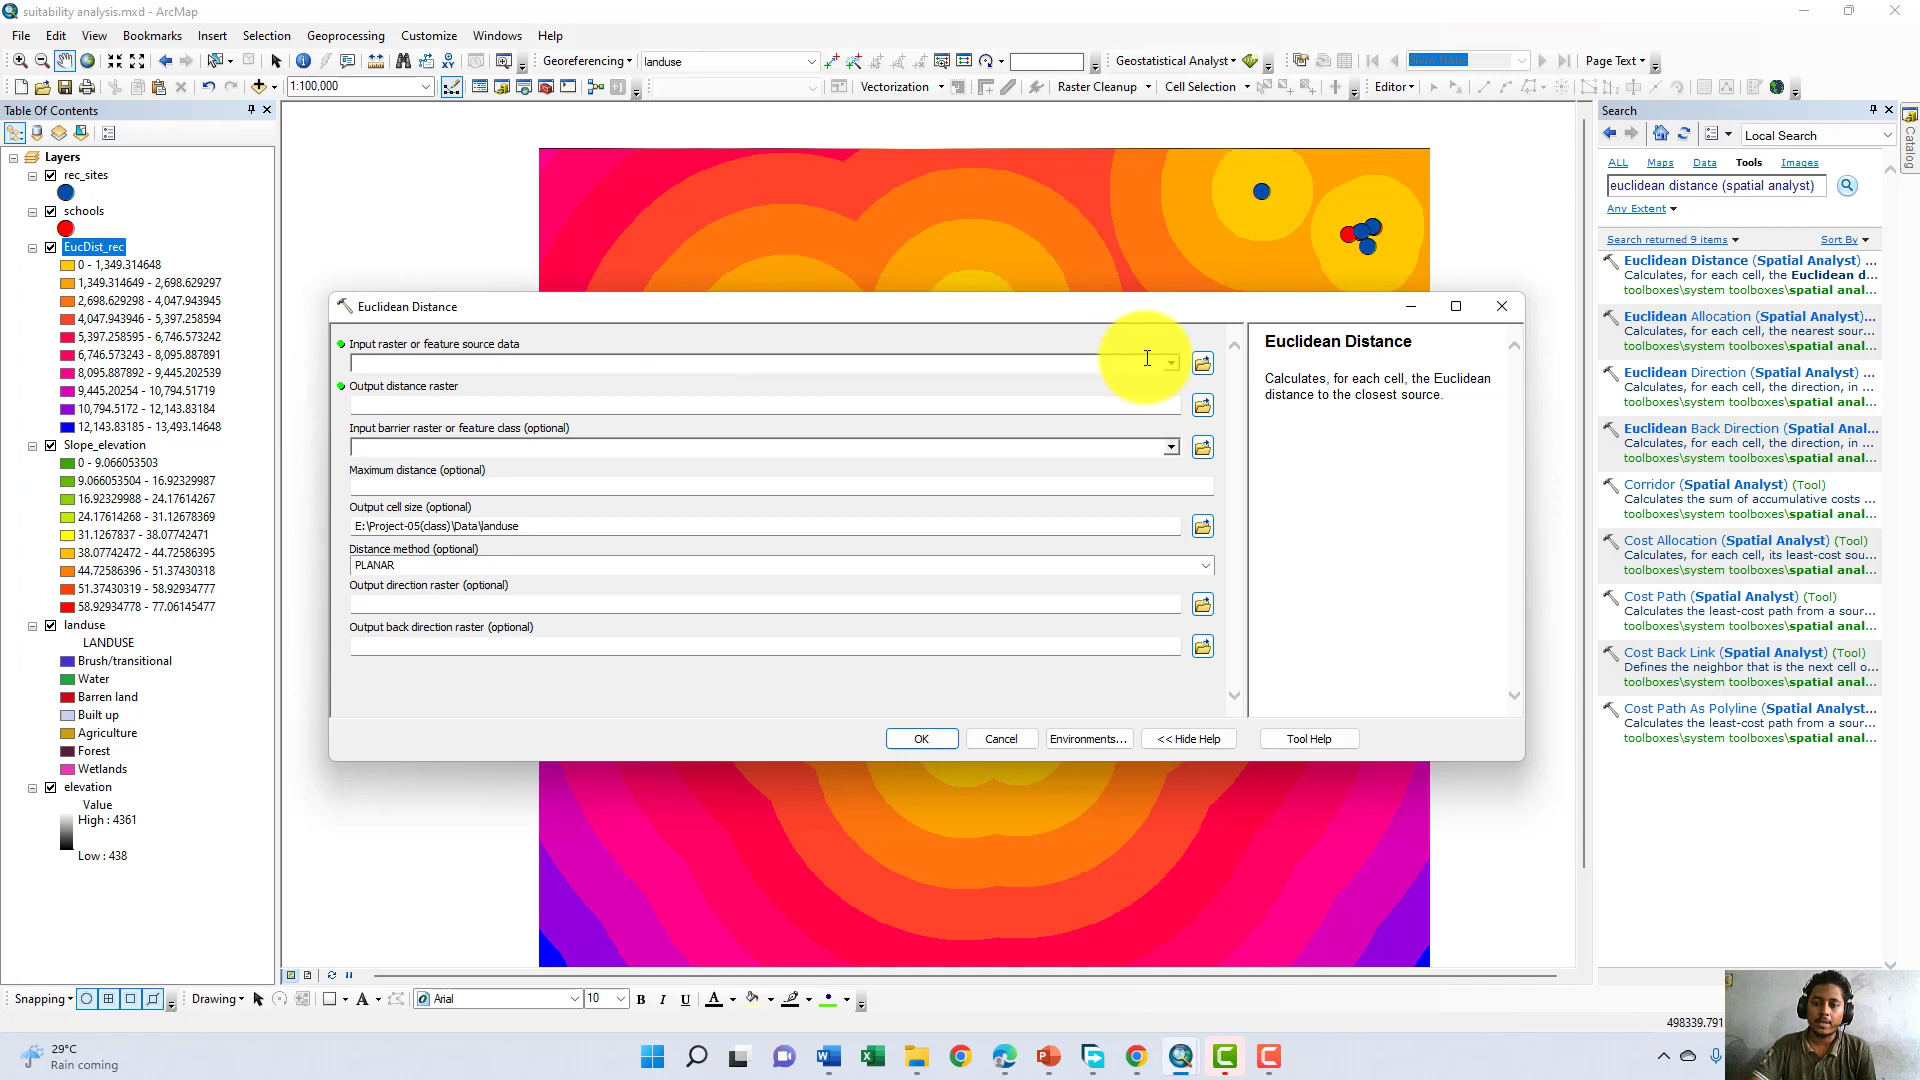 suitability analysis.mxd - ArcMap
File Edit View Bookmarks Insert Selection Geoprocessing Customize Windows Help
Georeferencing landuse Geostatistical Analyst Page Text
1:100,000 Vectorization Raster Cleanup Cell Selection Editor
Table Of Contents
Layers
rec_sites
schools
EucDist_rec
0 - 1,349.314648
1,349.314649 - 2,698.629297
2,698.629298 - 4,047.943945
4,047.943946 - 5,397.258594
5,397.258595 - 6,746.573242
6,746.573243 - 8,095.887891
8,095.887892 - 9,445.202539
9,445.20254 - 10,794.51719
10,794.5172 - 12,143.83184
12,143.83185 - 13,493.14648
Slope_elevation
0 - 9.066053503
9.066053504 - 16.92329987
16.92329988 - 24.17614267
24.17614268 - 31.12678369
31.1267837 - 38.07742471
38.07742472 - 44.72586395
44.72586396 - 51.37430318
51.37430319 - 58.92934777
58.92934778 - 77.06145477
landuse
LANDUSE
Brush/transitional
Water
Barren land
Built up
Agriculture
Forest
Wetlands
elevation
Value
High : 4361
Low : 438
Euclidean Distance
Input raster or feature source data
Output distance raster
Input barrier raster or feature class (optional)
Maximum distance (optional)
Output cell size (optional)
E:\Project-05(class)\Data\landuse
Distance method (optional)
PLANAR
Output direction raster (optional)
Output back direction raster (optional)
OK Cancel Environments... << Hide Help Tool Help
Euclidean Distance
Calculates, for each cell, the Euclidean
distance to the closest source.
Search
Local Search
ALL Maps Data Tools Images
euclidean distance (spatial analyst)
Any Extent
Search returned 9 items Sort By
Euclidean Distance (Spatial Analyst) ...
Calculates, for each cell, the Euclidean d...
toolboxes\system toolboxes\spatial anal...
Euclidean Allocation (Spatial Analyst)...
Calculates, for each cell, the nearest sour...
toolboxes\system toolboxes\spatial anal...
Euclidean Direction (Spatial Analyst) ...
Calculates, for each cell, the direction, in ...
toolboxes\system toolboxes\spatial anal...
Euclidean Back Direction (Spatial Anal...
Calculates, for each cell, the direction, in ...
toolboxes\system toolboxes\spatial anal...
Corridor (Spatial Analyst) (Tool)
Calculates the sum of accumulative costs ...
toolboxes\system toolboxes\spatial anal...
Cost Allocation (Spatial Analyst) (Tool)
Calculates, for each cell, its least-cost sou...
toolboxes\system toolboxes\spatial anal...
Cost Path (Spatial Analyst) (Tool)
Calculates the least-cost path from a sour...
toolboxes\system toolboxes\spatial anal...
Cost Back Link (Spatial Analyst) (Tool)
Defines the neighbor that is the next cell o...
toolboxes\system toolboxes\spatial anal...
Cost Path As Polyline (Spatial Analyst...
Calculates the least-cost path from a sour...
toolboxes\system toolboxes\spatial anal...
Catalog
Snapping Drawing Arial 10 B I U A
498339.791
29°C
Rain coming